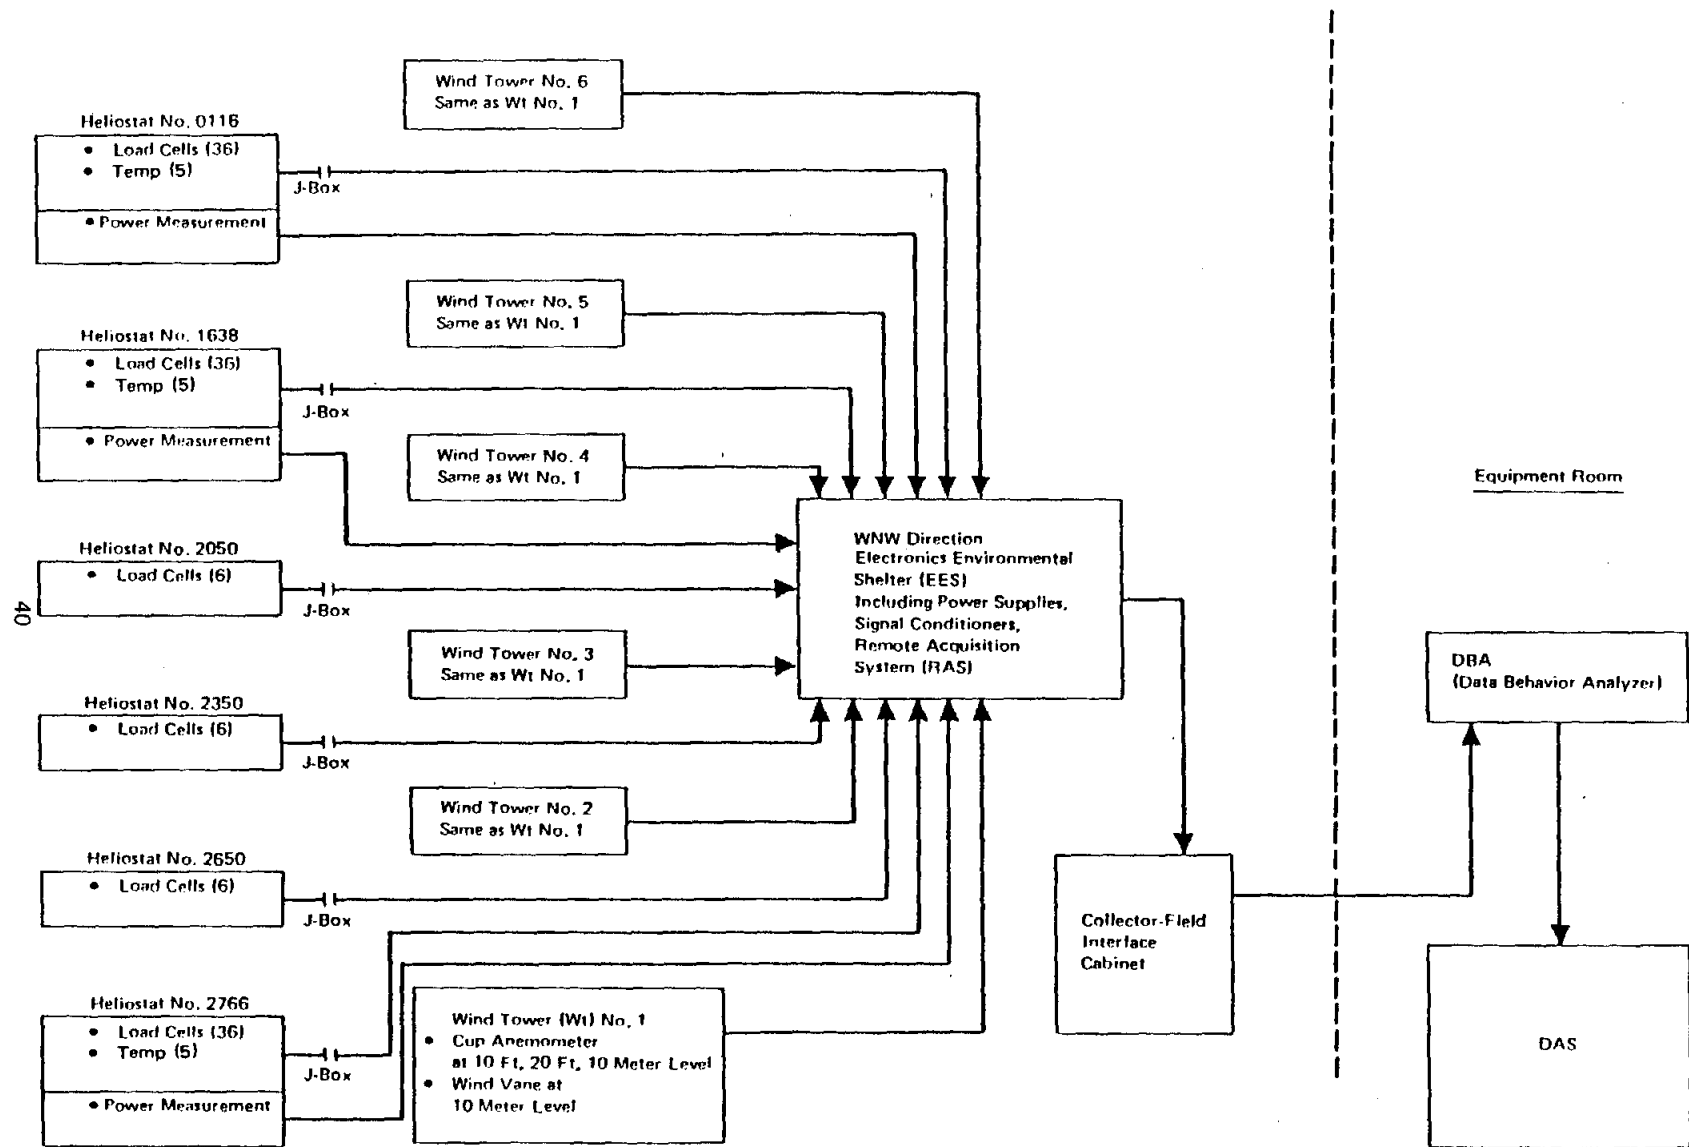 Wind Tower No. 6
Same as Wt No. 1
Heliostat No. 0116
• Load Cells (36)
• Temp (5)
J-Box
• Power Measurement
Wind Tower No. 5
Same as Wt No. 1
Heliostat No. 1638
• Load Cells (36)
• Temp (5)
J-Box
• Power Measurement
Wind Tower No. 4
Same as Wt No. 1
Heliostat No. 2050
• Load Cells (6)
J-Box
Wind Tower No. 3
Same as Wt No. 1
Heliostat No. 2350
• Load Cells (6)
J-Box
Wind Tower No. 2
Same as Wt No. 1
Heliostat No. 2650
• Load Cells (6)
J-Box
Heliostat No. 2766
• Load Cells (36)
• Temp (5)
J-Box
• Power Measurement
Wind Tower (Wt) No. 1
• Cup Anemometer
at 10 Ft, 20 Ft, 10 Meter Level
• Wind Vane at
10 Meter Level
WNW Direction
Electronics Environmental
Shelter (EES)
Including Power Supplies,
Signal Conditioners,
Remote Acquisition
System (RAS)
Collector-Field
Interface
Cabinet
Equipment Room
DBA
(Data Behavior Analyzer)
DAS
40